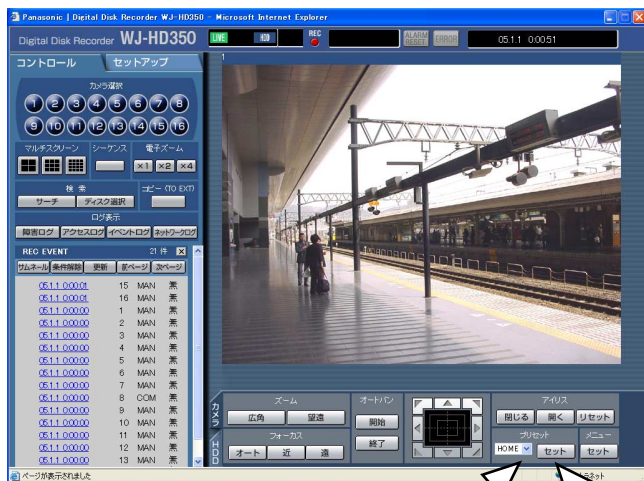 Panasonic | Digital Disk Recorder WJ-HD350 - Microsoft Internet Explorer
Digital Disk Recorder WJ-HD350
LIVE HDD REC ALARM RESET ERROR 05.1.1 0:00:51
コントロール セットアップ
1
カメラ選択
1 2 3 4 5 6 7 8
9 10 11 12 13 14 15 16
マルチスクリーン シーケンス 電子ズーム
×1 ×2 ×4
検 索 コピー (TO EXT)
サーチ ディスク選択
ログ表示
障害ログ アクセスログ イベントログ ネットワークログ
REC EVENT 21 件 X
サムネール 条件解除 更新 前ページ 次ページ
05.1.1 0:00:01 15 MAN 無
05.1.1 0:00:01 16 MAN 無
05.1.1 0:00:00 1 MAN 無
05.1.1 0:00:00 2 MAN 無
05.1.1 0:00:00 3 MAN 無
05.1.1 0:00:00 4 MAN 無
05.1.1 0:00:00 5 MAN 無
05.1.1 0:00:00 6 MAN 無
05.1.1 0:00:00 7 MAN 無
05.1.1 0:00:00 8 COM 無
05.1.1 0:00:00 9 MAN 無
05.1.1 0:00:00 10 MAN 無
05.1.1 0:00:00 11 MAN 無
05.1.1 0:00:00 12 MAN 無
05.1.1 0:00:00 13 MAN 無
カメラ
HDD
ズーム オートパン アイリス
広角 望遠 開始 閉じる 開く リセット
フォーカス プリセット メニュー
オート 近 遠 終了 HOME セット セット
ページが表示されました